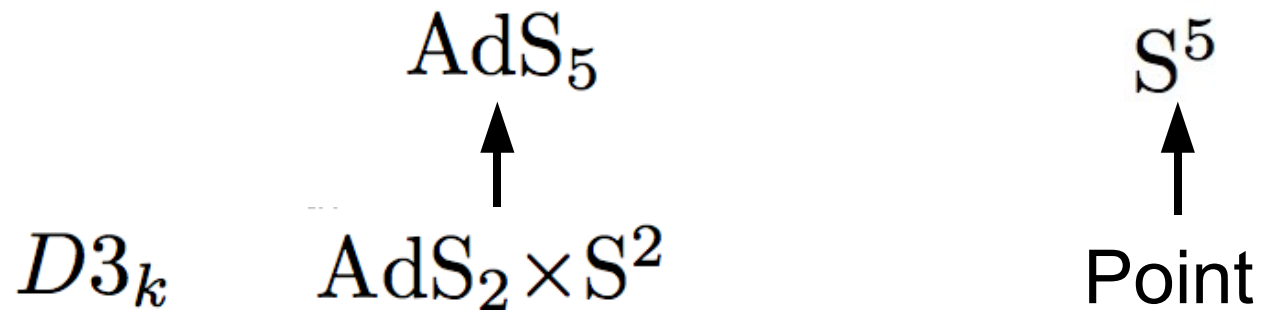 AdS₅ S⁵
D3ₖ AdS₂×S² Point